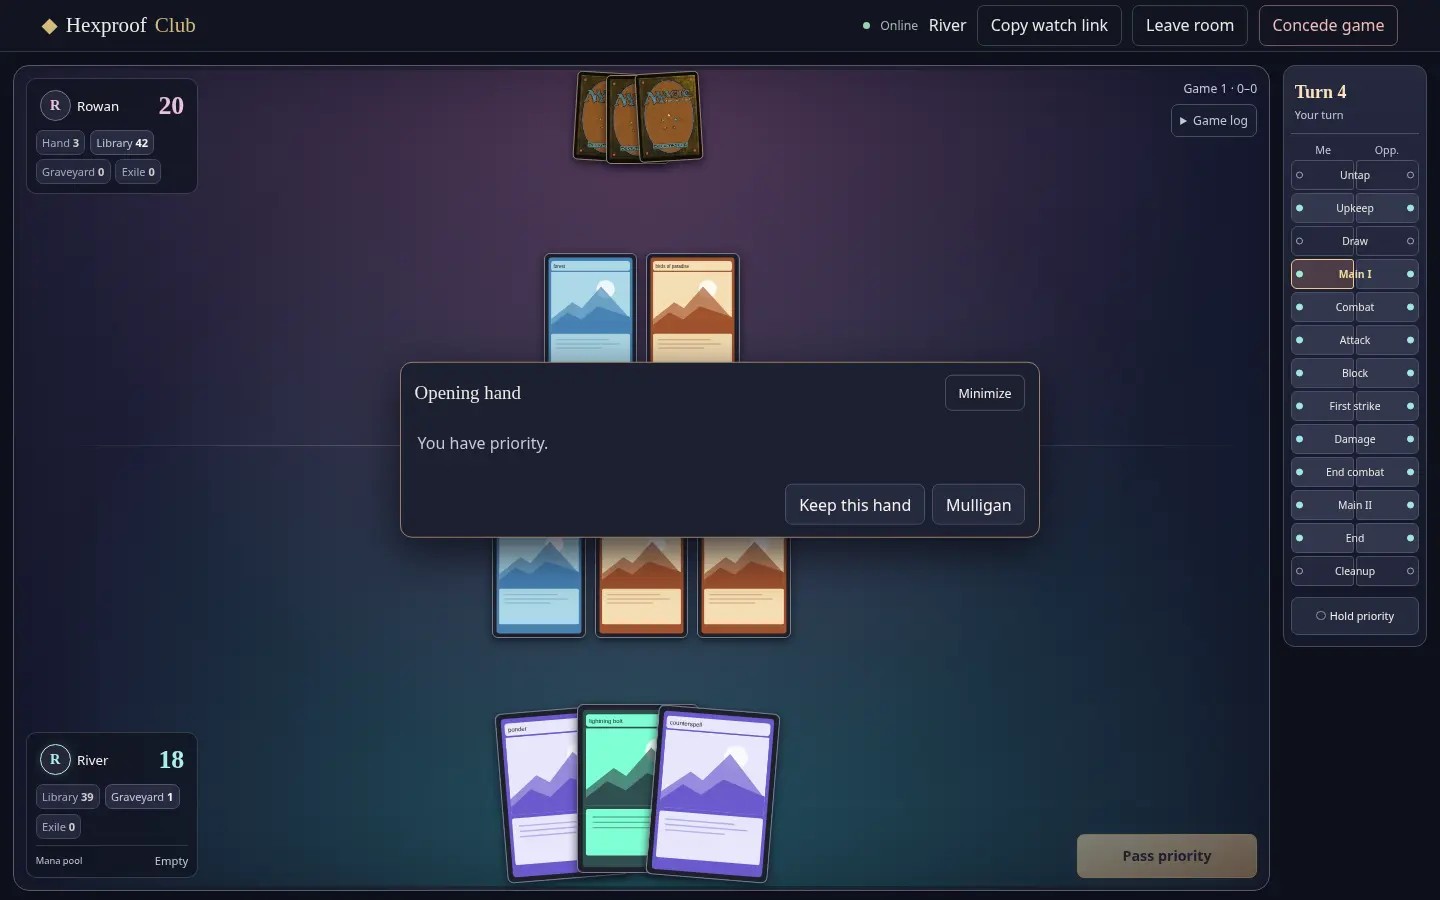 Hexproof Club
Online River Copy watch link Leave room Concede game
R Rowan 20
Hand 3 Library 42
Graveyard 0 Exile 0
Game 1 · 0–0
Game log
forest
birds of paradise
Opening hand
Minimize
You have priority.
Keep this hand Mulligan
ponder
lightning bolt
counterspell
R River 18
Library 39 Graveyard 1
Exile 0
Mana pool Empty
Pass priority
Turn 4
Your turn
Me Opp.
Untap
Upkeep
Draw
Main I
Combat
Attack
Block
First strike
Damage
End combat
Main II
End
Cleanup
Hold priority